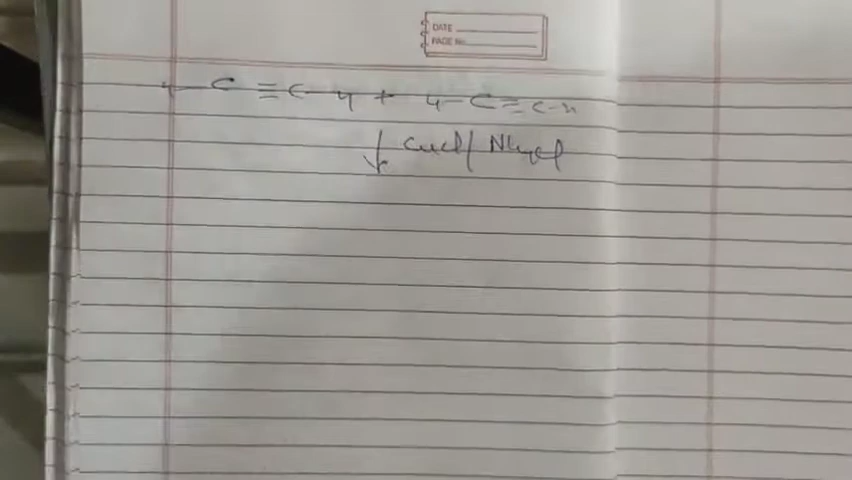 DATE
PAGE No.
H-C≡C-H + H-C≡C-H
↓ CuCl/NH4Cl